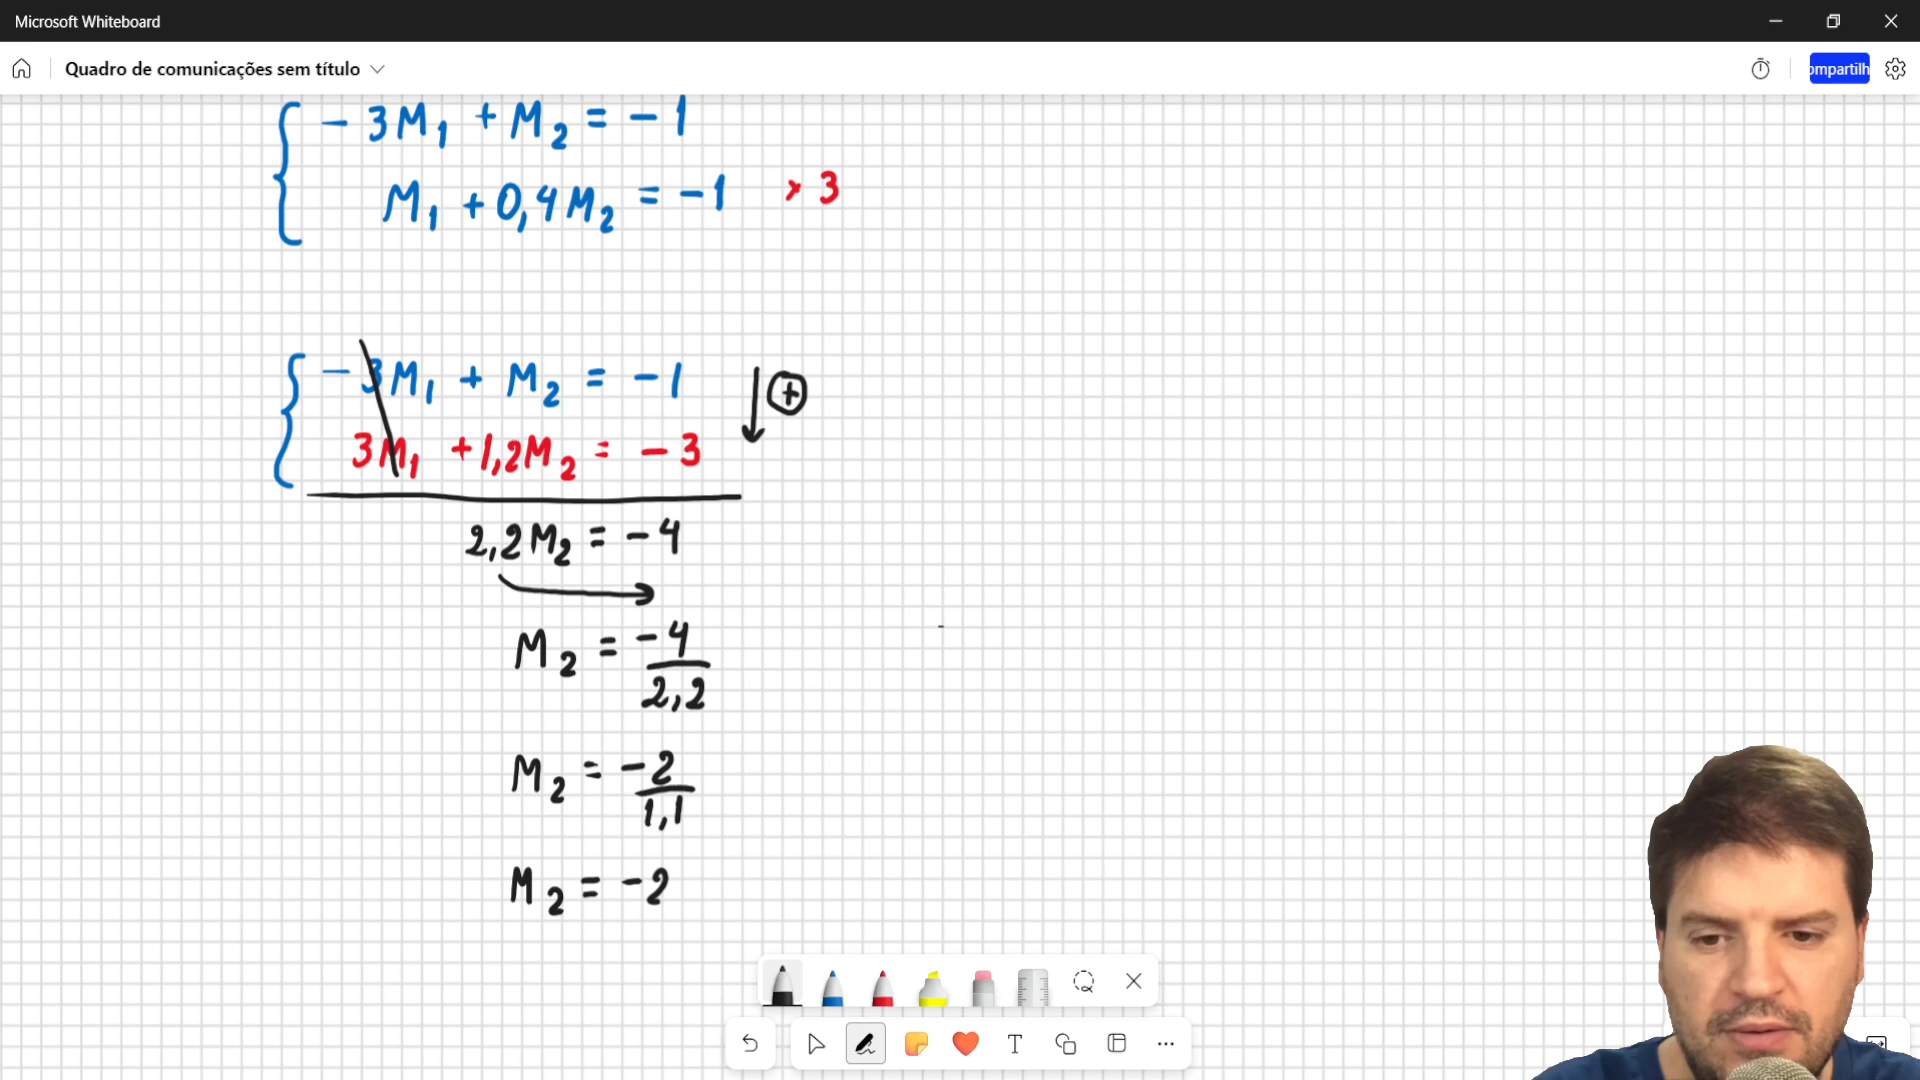 Microsoft Whiteboard
Quadro de comunicações sem título
ompartilh
- 3M₁ + M₂ = - 1
M₁ + 0,4M₂ = -1 × 3
- 3M₁ + M₂ = - 1
+
3M₁ + 1,2M₂ = - 3
2,2M₂ = - 4
M₂ = - 4
2,2
M₂ = - 2
1,1
M₂ = - 2
T